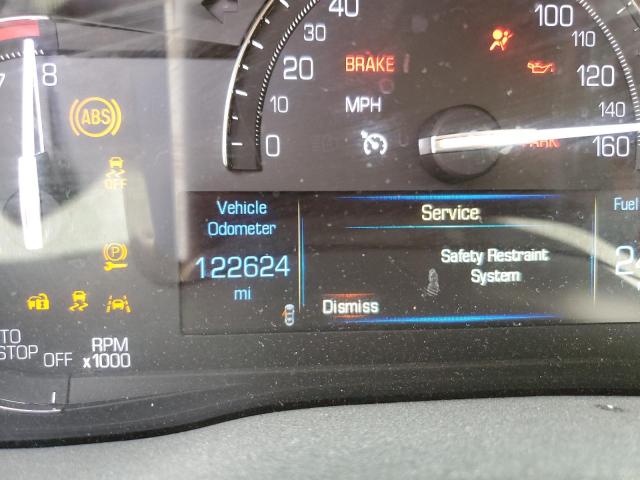 40
100
30
110
20
BRAKE
120
7
8
ABS
10
MPH
140
0
160
OFF
Vehicle
Odometer
Service
Fuel
122624
mi
Safety Restraint
System
P
Dismiss
TO
STOP
OFF
RPM
x1000